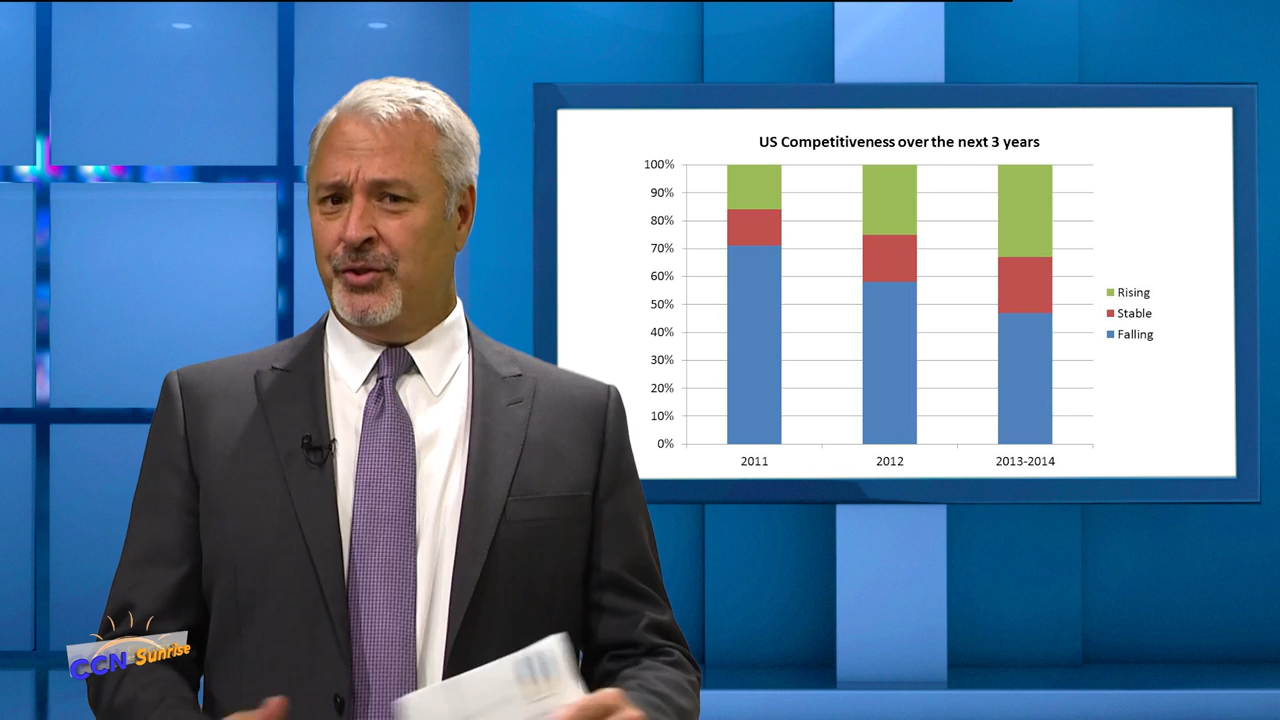 US Competitiveness over the next 3 years
100%
90%
80%
70%
60%
50%
40%
30%
20%
10%
0%
2011
2012
2013-2014
Rising
Stable
Falling
CCN Sunrise